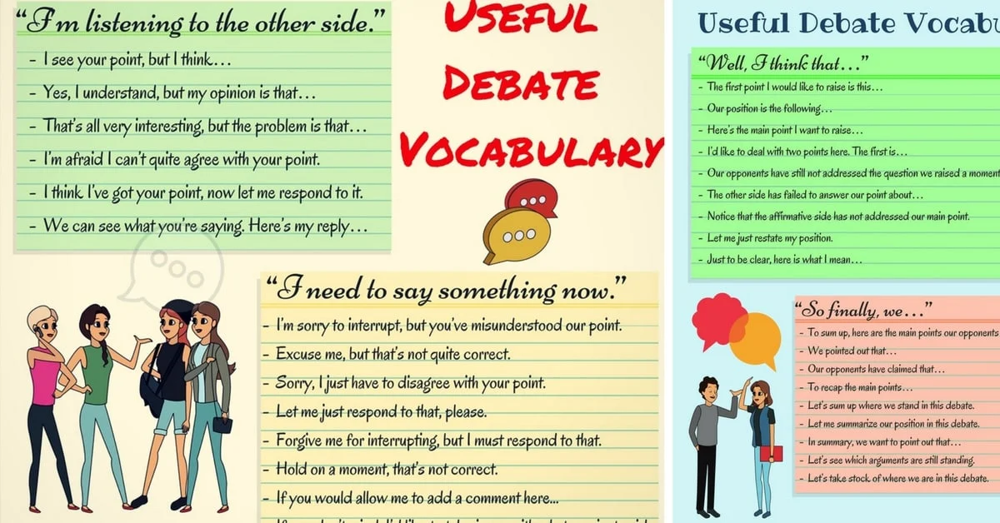 “I'm listening to the other side.”
- I see your point, but I think…
- Yes, I understand, but my opinion is that…
- That's all very interesting, but the problem is that…
- I'm afraid I can't quite agree with your point.
- I think I've got your point, now let me respond to it.
- We can see what you're saying. Here's my reply…
USEFUL
DEBATE
VOCABULARY
“I need to say something now.”
- I'm sorry to interrupt, but you've misunderstood our point.
- Excuse me, but that's not quite correct.
- Sorry, I just have to disagree with your point.
- Let me just respond to that, please.
- Forgive me for interrupting, but I must respond to that.
- Hold on a moment, that's not correct.
- If you would allow me to add a comment here...
Useful Debate Vocabu
“Well, I think that…”
- The first point I would like to raise is this…
- Our position is the following…
- Here's the main point I want to raise…
- I'd like to deal with two points here. The first is…
- Our opponents have still not addressed the question we raised a moment
- The other side has failed to answer our point about…
- Notice that the affirmative side has not addressed our main point.
- Let me just restate my position.
- Just to be clear, here is what I mean…
“So finally, we…”
- To sum up, here are the main points our opponents
- We pointed out that…
- Our opponents have claimed that…
- To recap the main points…
- Let's sum up where we stand in this debate.
- Let me summarize our position in this debate.
- In summary, we want to point out that…
- Let's see which arguments are still standing.
- Let's take stock of where we are in this debate.